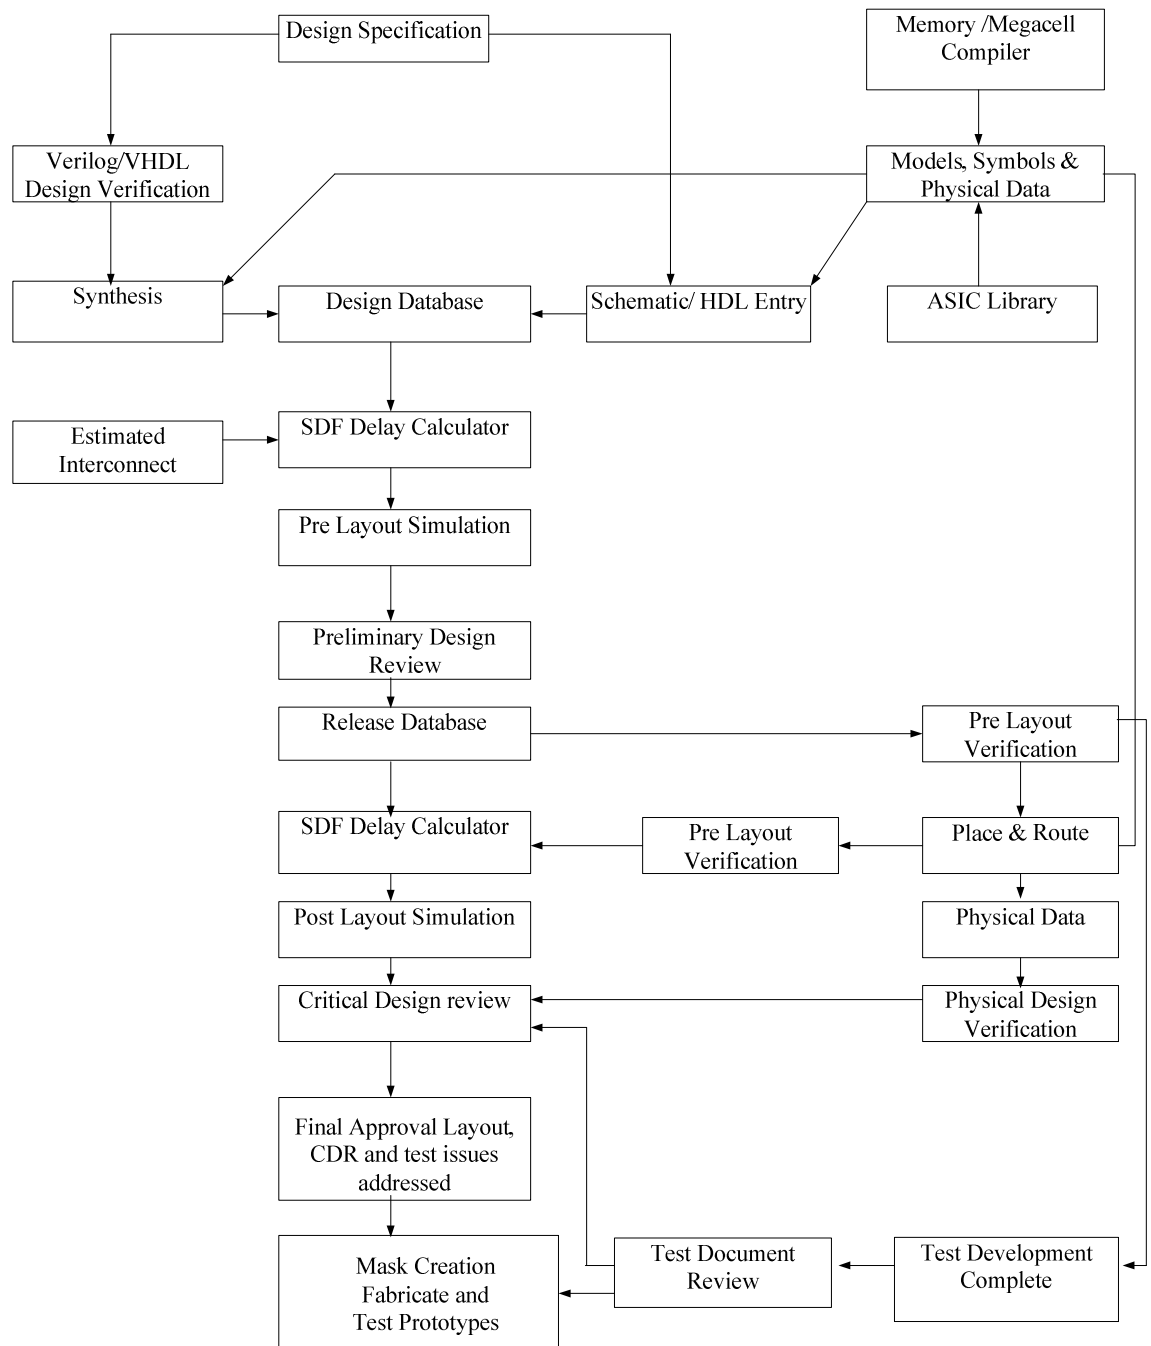 Design Specification
Memory /Megacell
Compiler
Verilog/VHDL
Design Verification
Models, Symbols &
Physical Data
Synthesis
Design Database
Schematic/ HDL Entry
ASIC Library
SDF Delay Calculator
Estimated
Interconnect
Pre Layout Simulation
Preliminary Design
Review
Release Database
Pre Layout
Verification
SDF Delay Calculator
Pre Layout
Verification
Place & Route
Post Layout Simulation
Physical Data
Critical Design review
Physical Design
Verification
Final Approval Layout,
CDR and test issues
addressed
Mask Creation
Fabricate and
Test Prototypes
Test Document
Review
Test Development
Complete